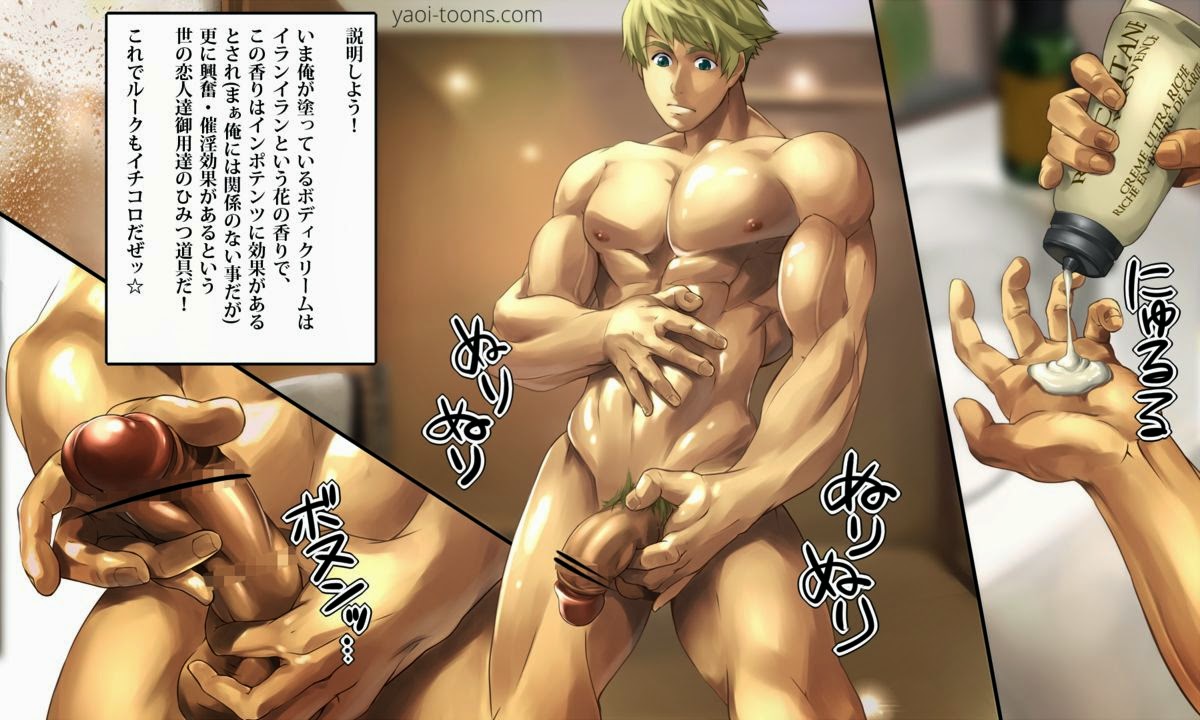 yaoi-toons.com
説明しよう!
いま俺が塗っているボディクリームは
イランイランという花の香りで、
この香りはインポテンツに効果がある
とされ(まぁ俺には関係のない事だが)
更に興奮・催淫効果があるという
世の恋人達御用達のひみつ道具だ!
これでルークもイチコロだぜッ☆
にゅるる
ぬり
ぬり
ぬり
ぬり
ボヌンッ…
CREME ULTRA RICHE